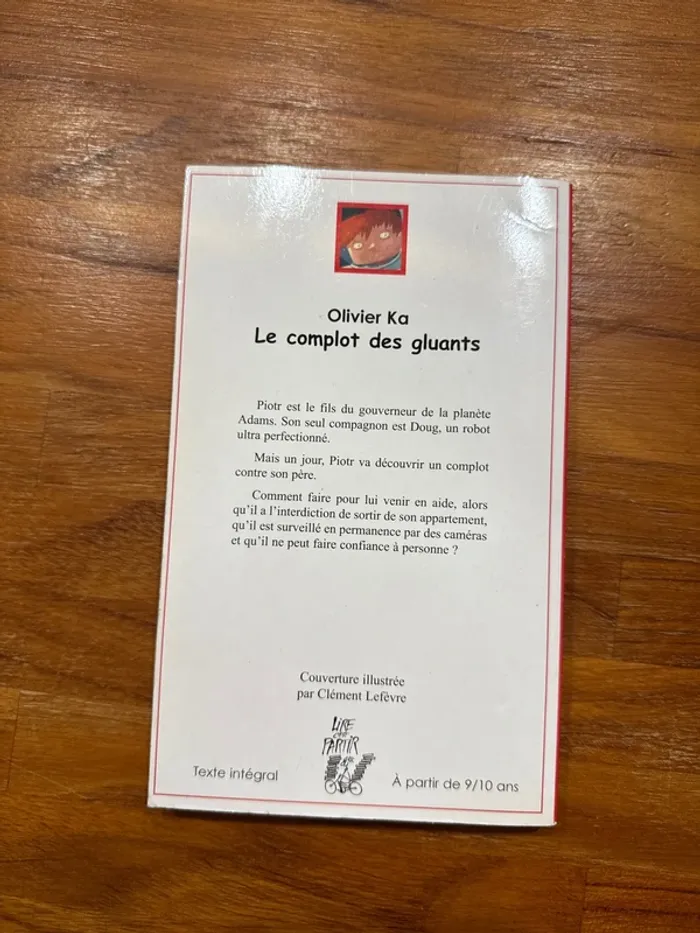 Olivier Ka
Le complot des gluants
Piotr est le fils du gouverneur de la planète
Adams. Son seul compagnon est Doug, un robot
ultra perfectionné.
Mais un jour, Piotr va découvrir un complot
contre son père.
Comment faire pour lui venir en aide, alors
qu'il a l'interdiction de sortir de son appartement,
qu'il est surveillé en permanence par des caméras
et qu'il ne peut faire confiance à personne ?
Couverture illustrée
par Clément Lefèvre
LIRE
c'est
PARTIR
Texte intégral
À partir de 9/10 ans